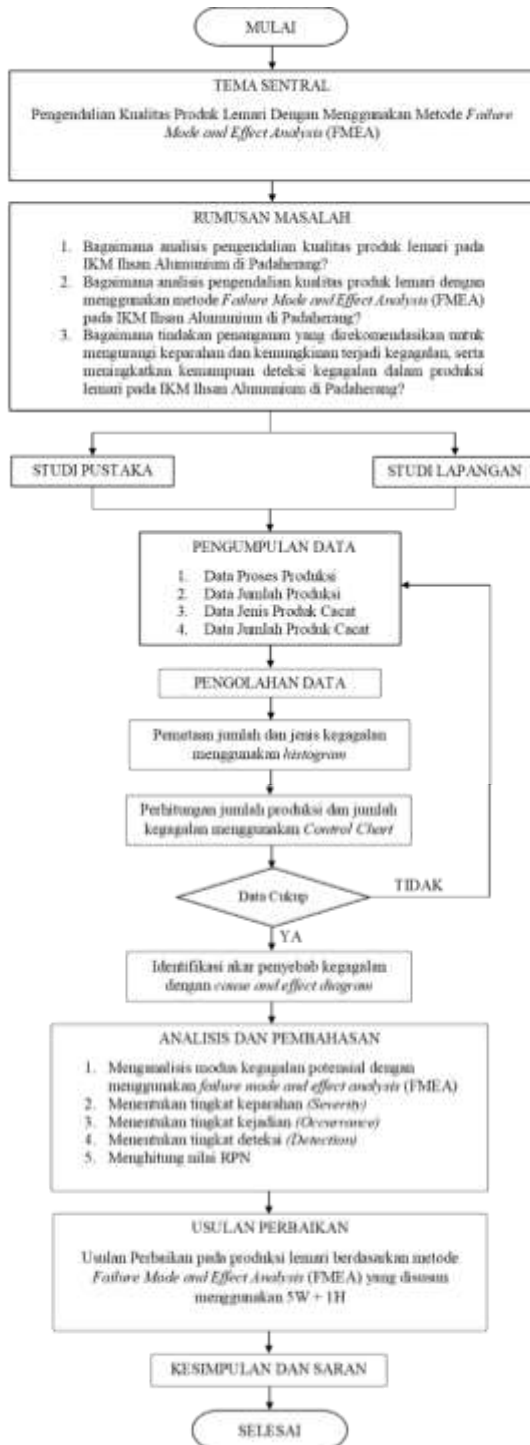 MULAI
TEMA SENTRAL
Pengendalian Kualitas Produk Lemari Dengan Menggunakan Metode Failure
Mode and Effect Analysis (FMEA)
RUMUSAN MASALAH
1. Bagaimana analisis pengendalian kualitas produk lemari pada
IKM Ihsan Alumunium di Padaherang?
2. Bagaimana analisis pengendalian kualitas produk lemari dengan
menggunakan metode Failure Mode and Effect Analysis (FMEA)
pada IKM Ihsan Alumunium di Padaherang?
3. Bagaimana tindakan penanganan yang direkomendasikan untuk
mengurangi keparahan dan kemungkinan terjadi kegagalan, serta
meningkatkan kemampuan deteksi kegagalan dalam produksi
lemari pada IKM Ihsan Alumunium di Padaherang?
STUDI PUSTAKA
STUDI LAPANGAN
PENGUMPULAN DATA
1. Data Proses Produksi
2. Data Jumlah Produksi
3. Data Jenis Produk Cacat
4. Data Jumlah Produk Cacat
PENGOLAHAN DATA
Pemetaan jumlah dan jenis kegagalan
menggunakan histogram
Perhitungan jumlah produksi dan jumlah
kegagalan menggunakan Control Chart
Data Cukup
TIDAK
YA
Identifikasi akar penyebab kegagalan
dengan cause and effect diagram
ANALISIS DAN PEMBAHASAN
1. Menganalisis modus kegagalan potensial dengan
menggunakan failure mode and effect analysis (FMEA)
2. Menentukan tingkat keparahan (Severity)
3. Menentukan tingkat kejadian (Occurance)
4. Menentukan tingkat deteksi (Detection)
5. Menghitung nilai RPN
USULAN PERBAIKAN
Usulan Perbaikan pada produksi lemari berdasarkan metode
Failure Mode and Effect Analysis (FMEA) yang disusun
menggunakan 5W + 1H
KESIMPULAN DAN SARAN
SELESAI